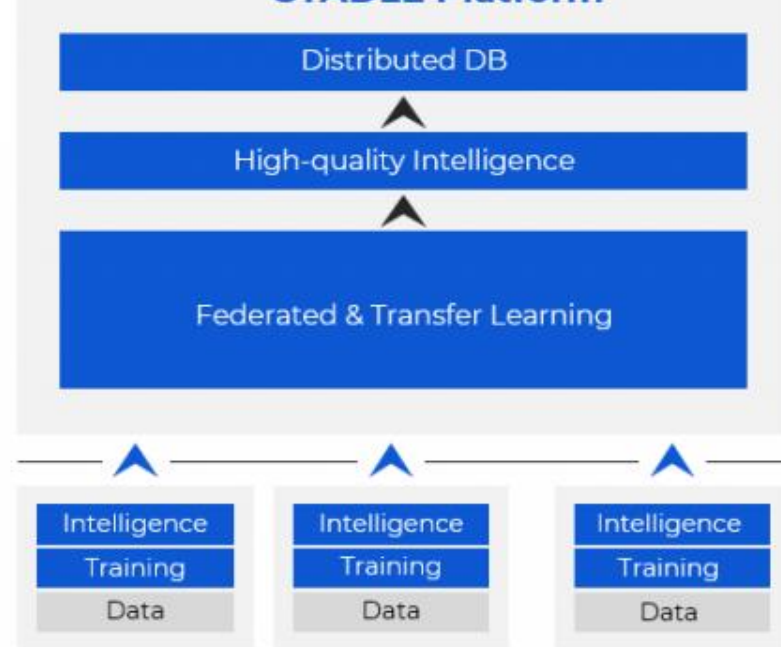 Distributed DB
High-quality Intelligence
Federated & Transfer Learning
Intelligence
Training
Data
Intelligence
Training
Data
Intelligence
Training
Data